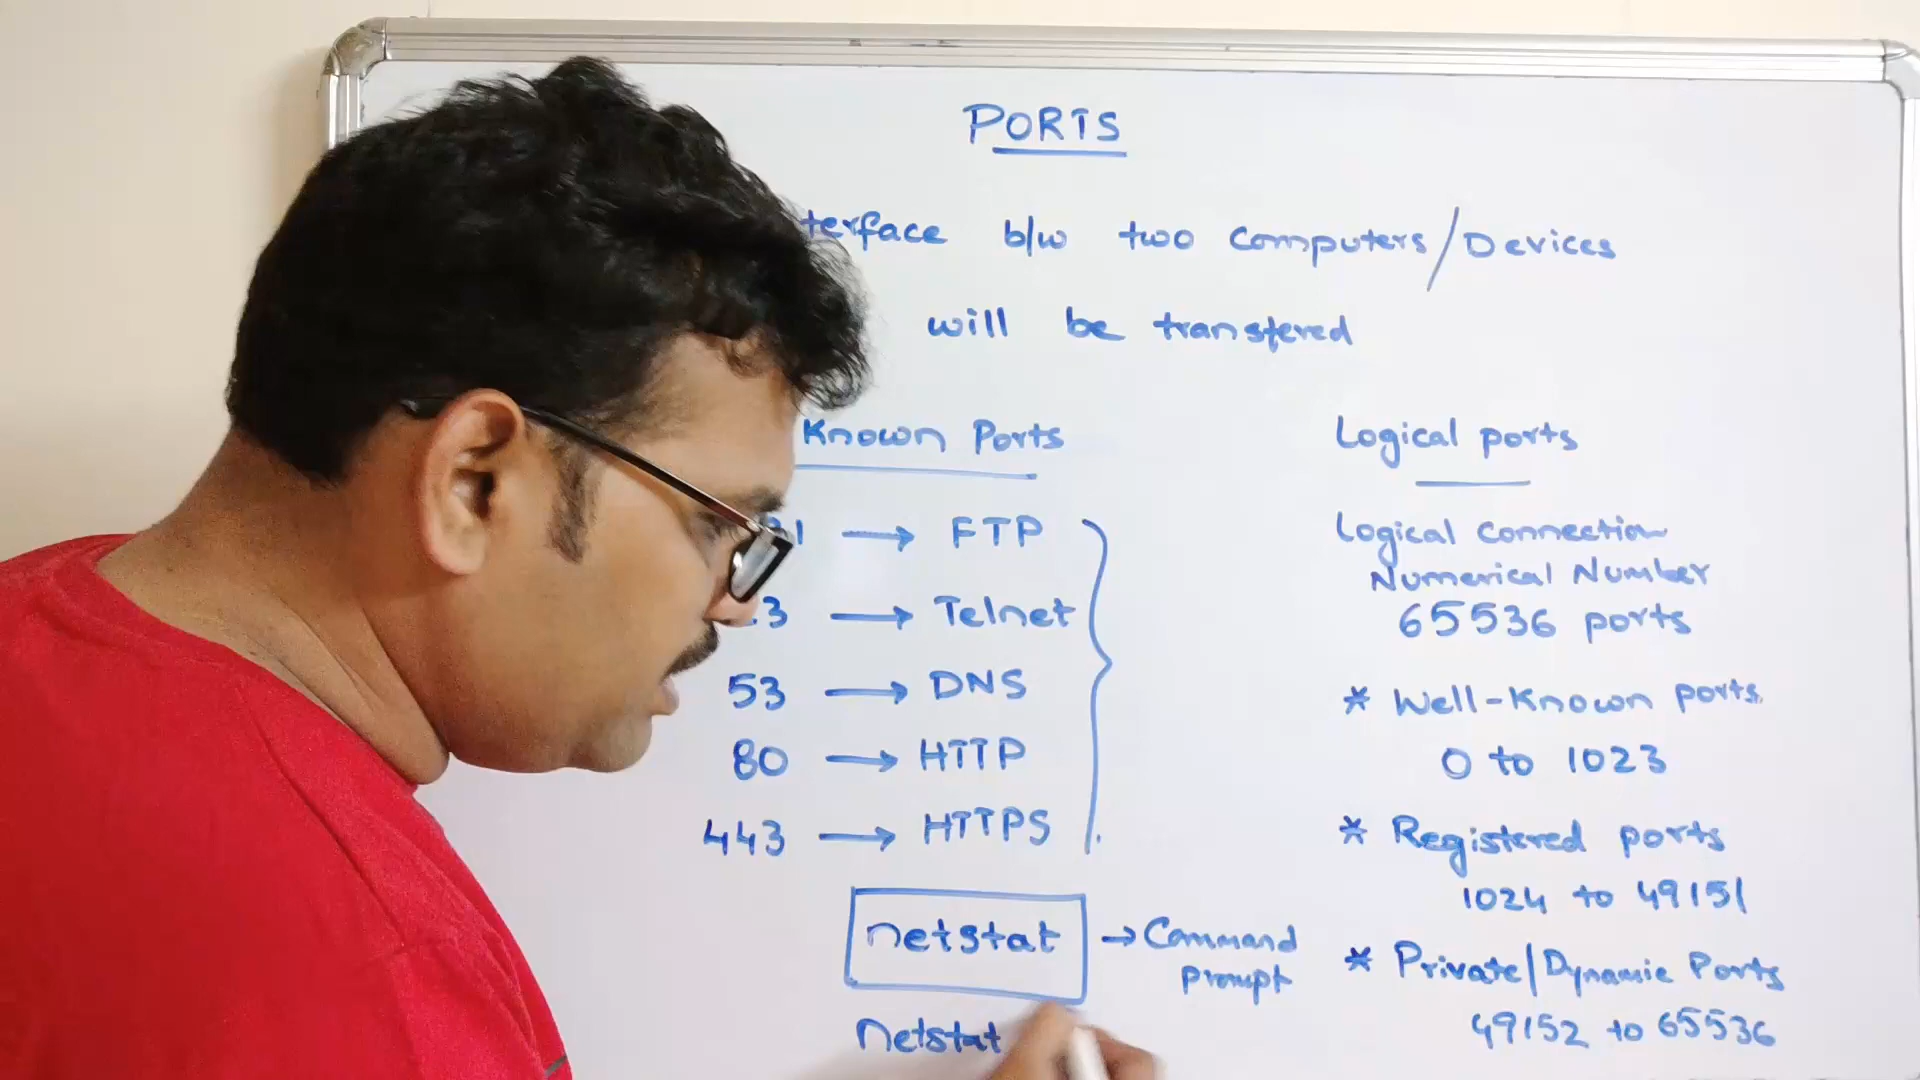 PORTS
terface b/w two Computers/Devices
will be transfered
Known Ports
→ FTP
3 → Telnet
53 → DNS
80 → HTTP
443 → HTTPS
netstat → Command
prompt
Netstat
Logical ports
Logical Connection
Numerical Number
65536 ports
* Well-Known ports
0 to 1023
* Registered ports
1024 to 49151
* Private/Dynamic Ports
49152 to 65536